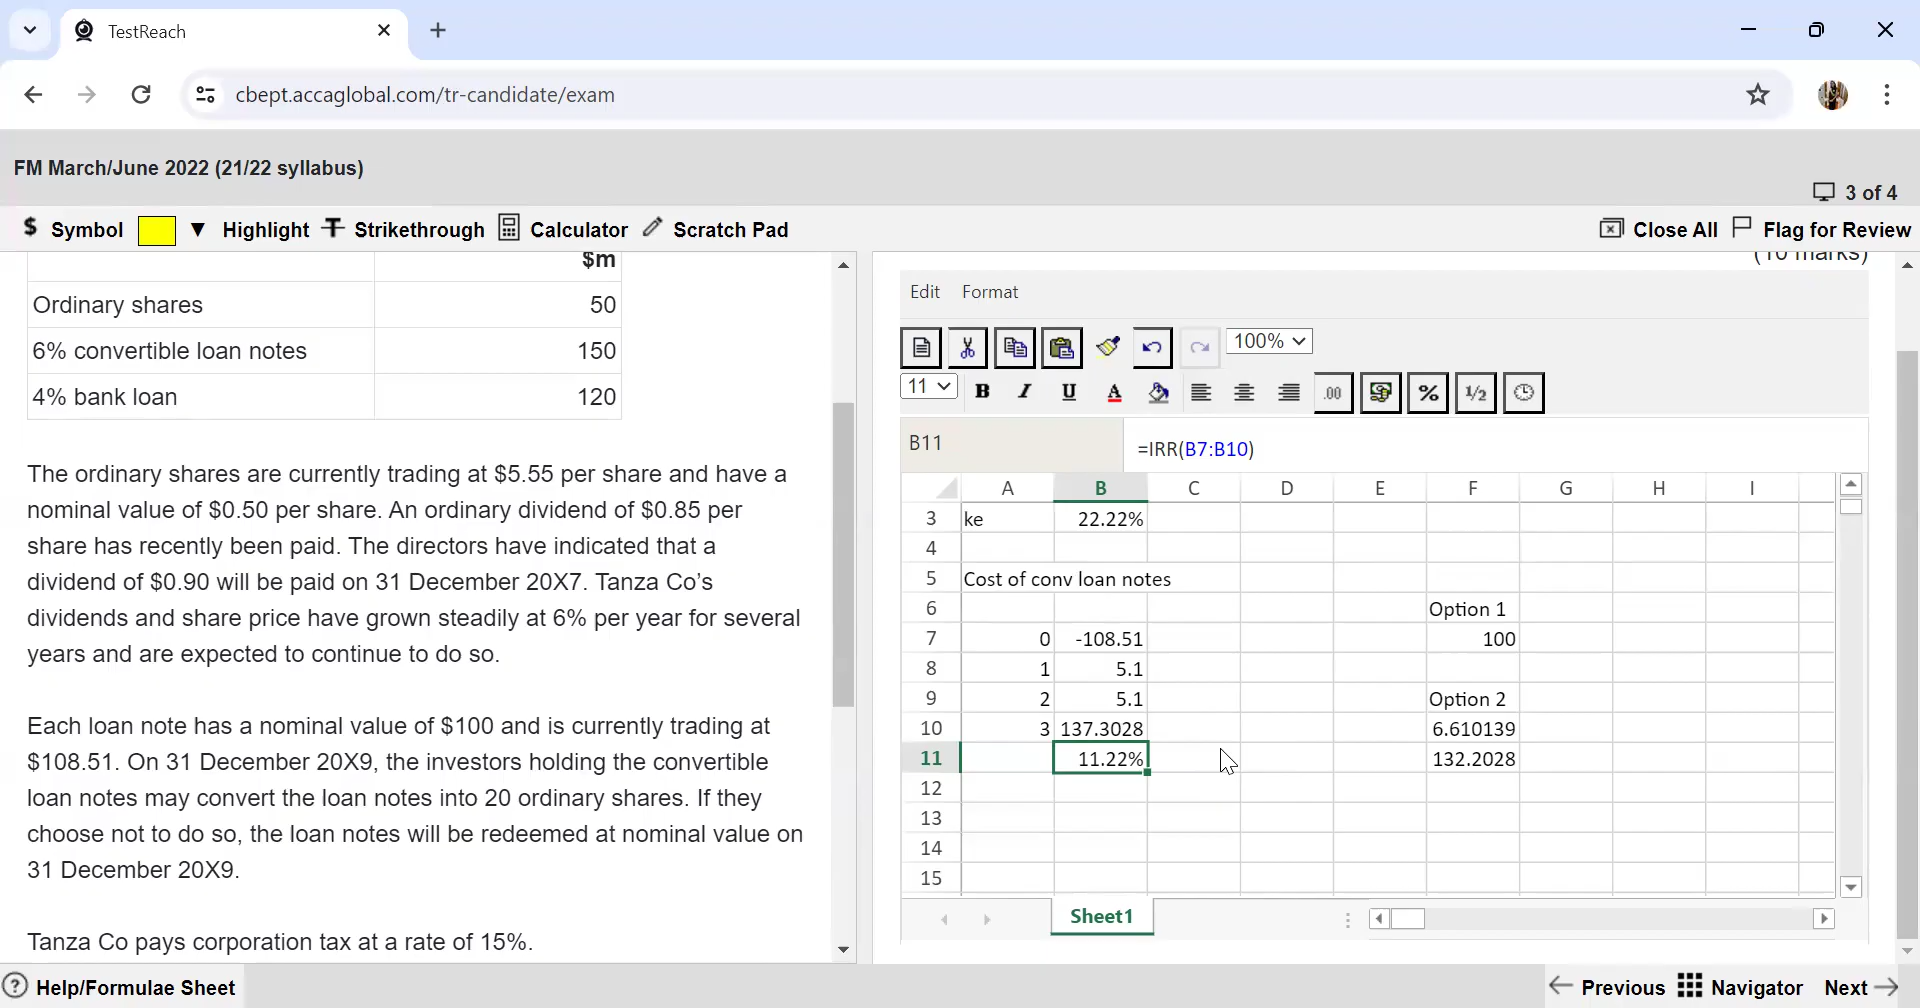 TestReach
cbept.accaglobal.com/tr-candidate/exam
FM March/June 2022 (21/22 syllabus)
3 of 4
$ Symbol ▼ Highlight Strikethrough Calculator Scratch Pad
Close All Flag for Review
$m
Ordinary shares 50
6% convertible loan notes 150
4% bank loan 120
The ordinary shares are currently trading at $5.55 per share and have a
nominal value of $0.50 per share. An ordinary dividend of $0.85 per
share has recently been paid. The directors have indicated that a
dividend of $0.90 will be paid on 31 December 20X7. Tanza Co’s
dividends and share price have grown steadily at 6% per year for several
years and are expected to continue to do so.
Each loan note has a nominal value of $100 and is currently trading at
$108.51. On 31 December 20X9, the investors holding the convertible
loan notes may convert the loan notes into 20 ordinary shares. If they
choose not to do so, the loan notes will be redeemed at nominal value on
31 December 20X9.
Tanza Co pays corporation tax at a rate of 15%.
(10 marks)
Edit Format
100%
11 B I U A .00 % 1/2
B11 =IRR(B7:B10)
A B C D E F G H I
3 ke 22.22%
4
5 Cost of conv loan notes
6 Option 1
7 0 -108.51 100
8 1 5.1
9 2 5.1 Option 2
10 3 137.3028 6.610139
11 11.22% 132.2028
12
13
14
15
Sheet1
? Help/Formulae Sheet
Previous Navigator Next